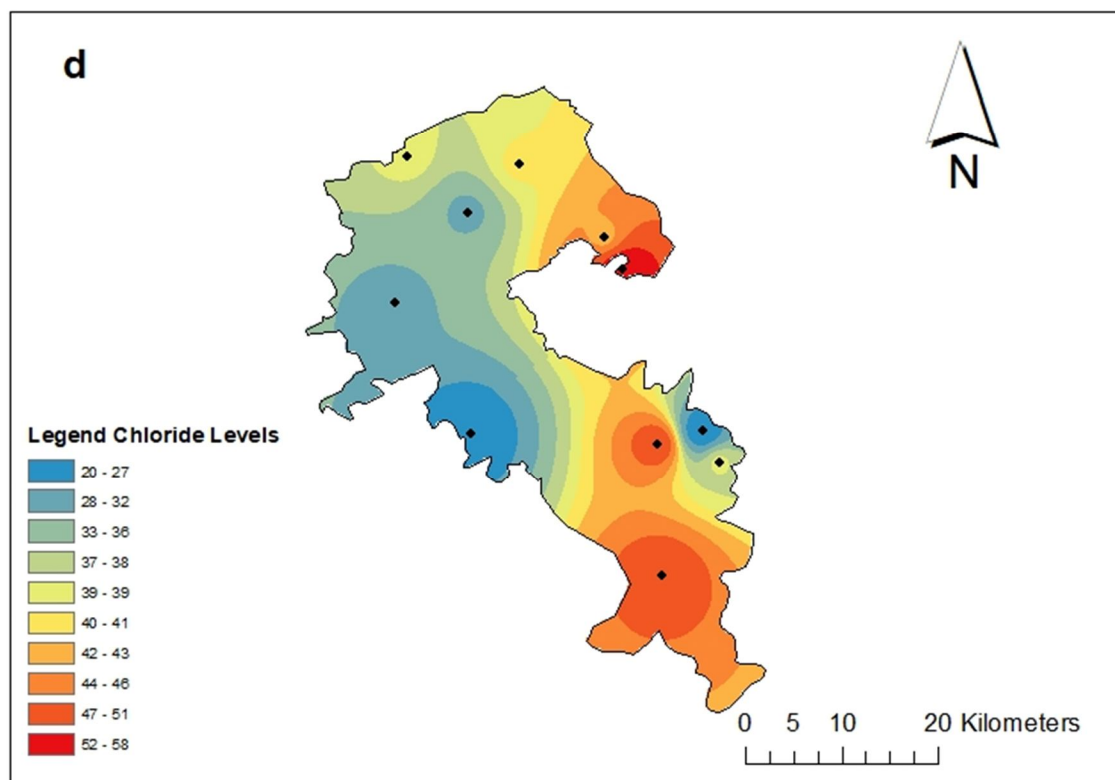 d
N
Legend Chloride Levels
20 - 27
28 - 32
33 - 36
37 - 38
39 - 39
40 - 41
42 - 43
44 - 46
47 - 51
52 - 58
0 5 10 20 Kilometers